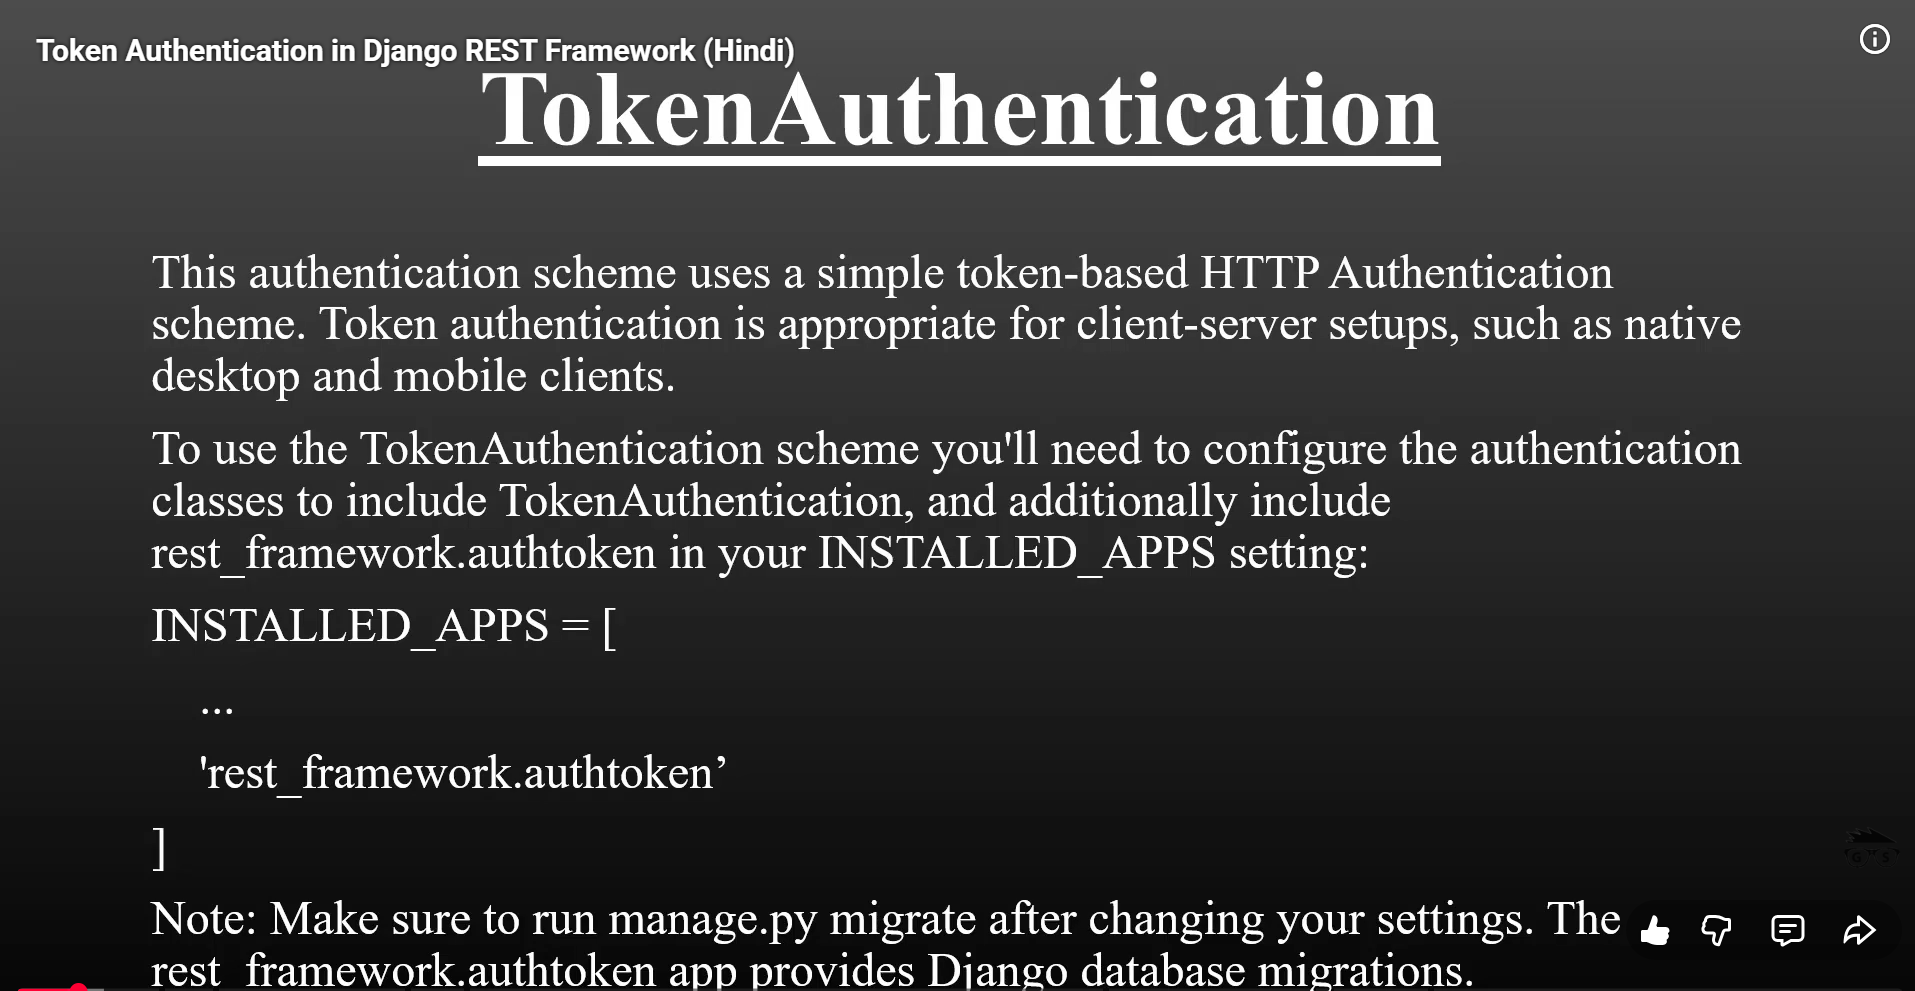 Token Authentication in Django REST Framework (Hindi)
TokenAuthentication
This authentication scheme uses a simple token-based HTTP Authentication
scheme. Token authentication is appropriate for client-server setups, such as native
desktop and mobile clients.
To use the TokenAuthentication scheme you'll need to configure the authentication
classes to include TokenAuthentication, and additionally include
rest_framework.authtoken in your INSTALLED_APPS setting:
INSTALLED_APPS = [
...
'rest_framework.authtoken’
]
Note: Make sure to run manage.py migrate after changing your settings. The
rest_framework.authtoken app provides Django database migrations.